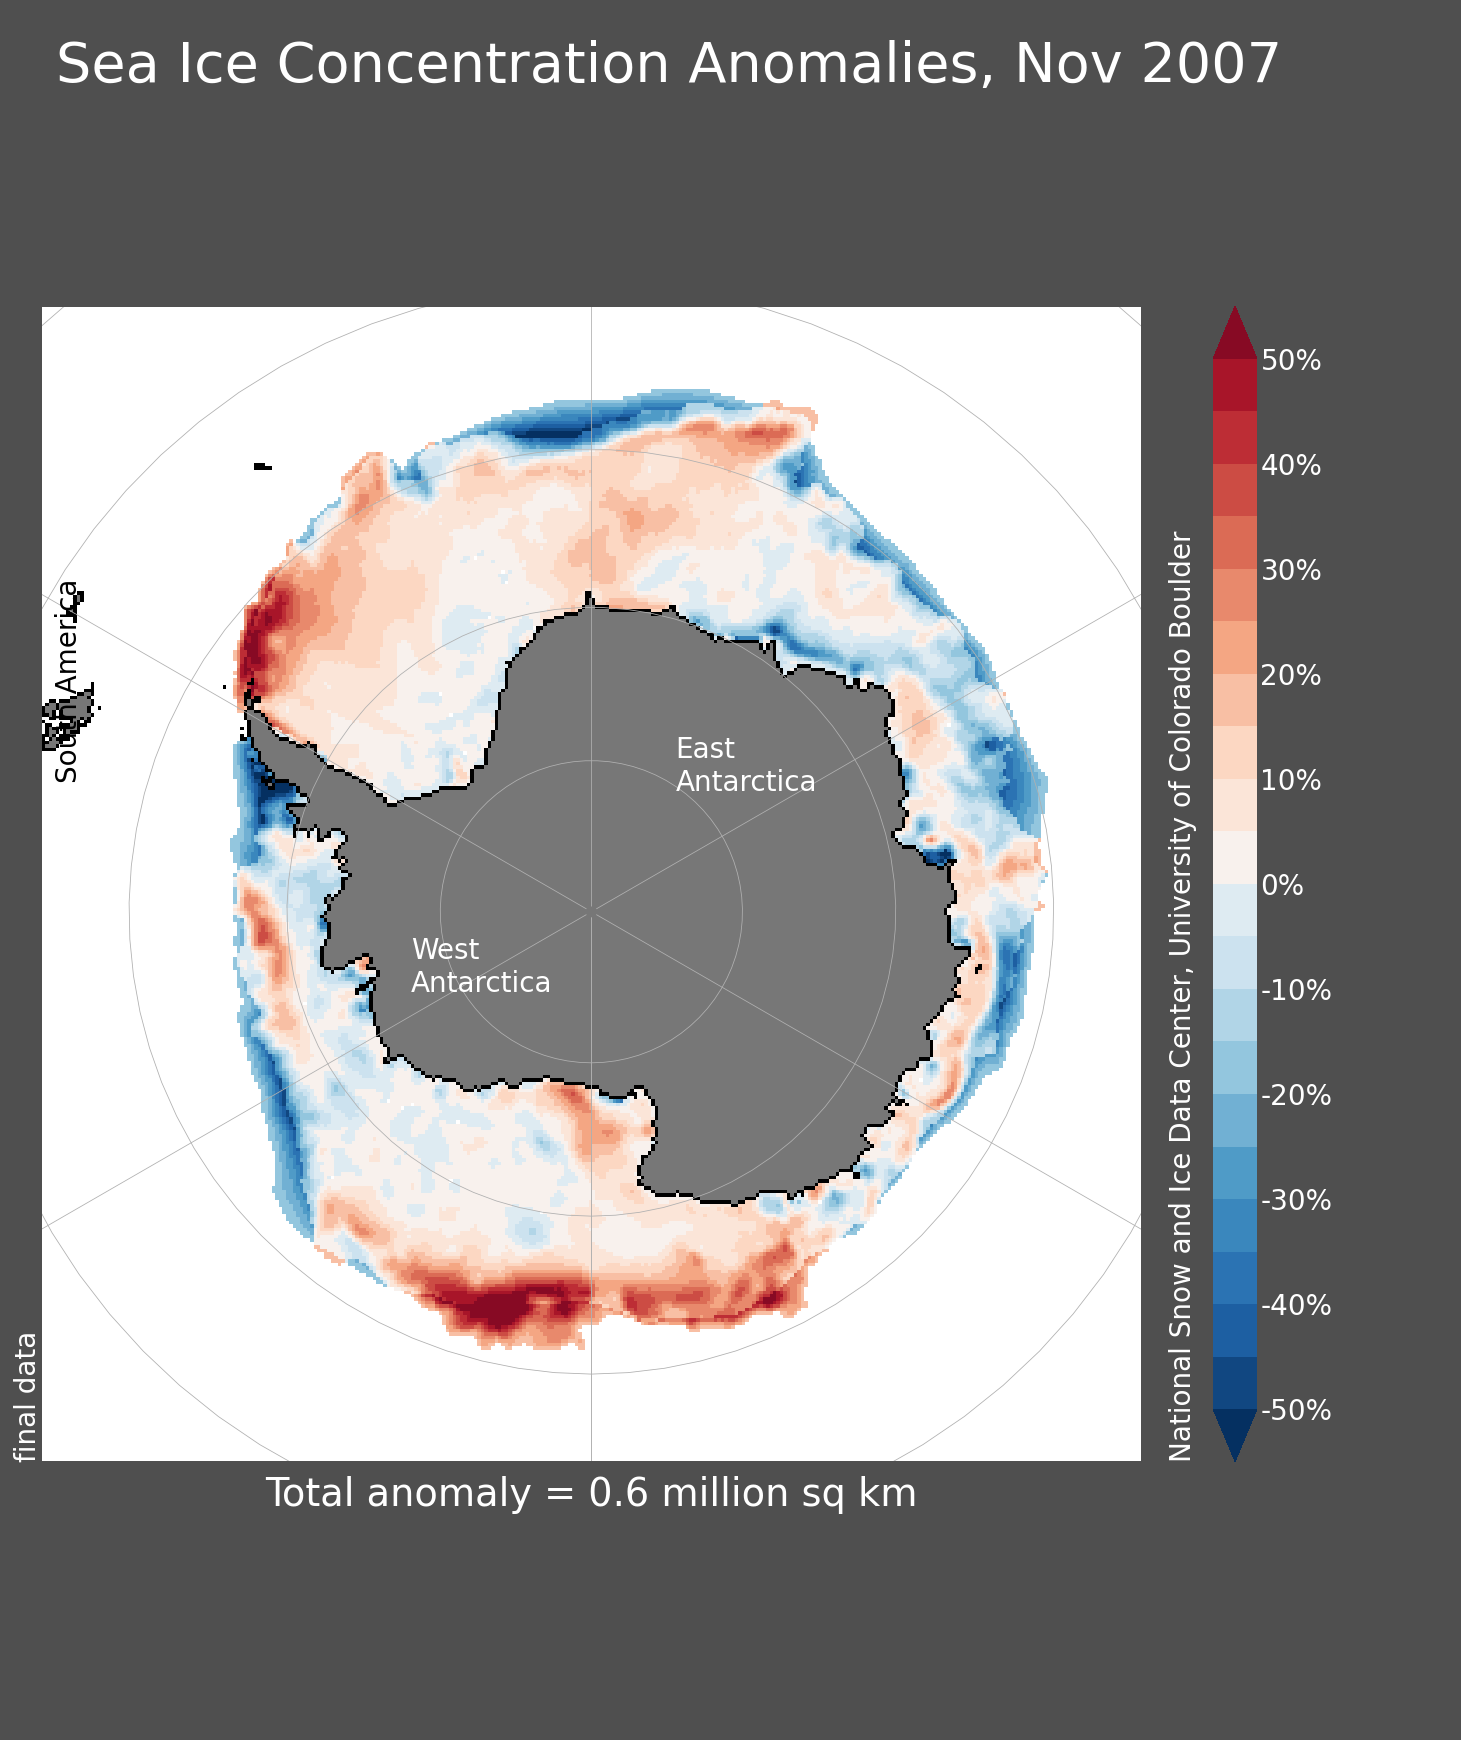 Sea Ice Concentration Anomalies, Nov 2007
South America
East
Antarctica
West
Antarctica
final data
National Snow and Ice Data Center, University of Colorado Boulder
50%
40%
30%
20%
10%
0%
-10%
-20%
-30%
-40%
-50%
Total anomaly = 0.6 million sq km